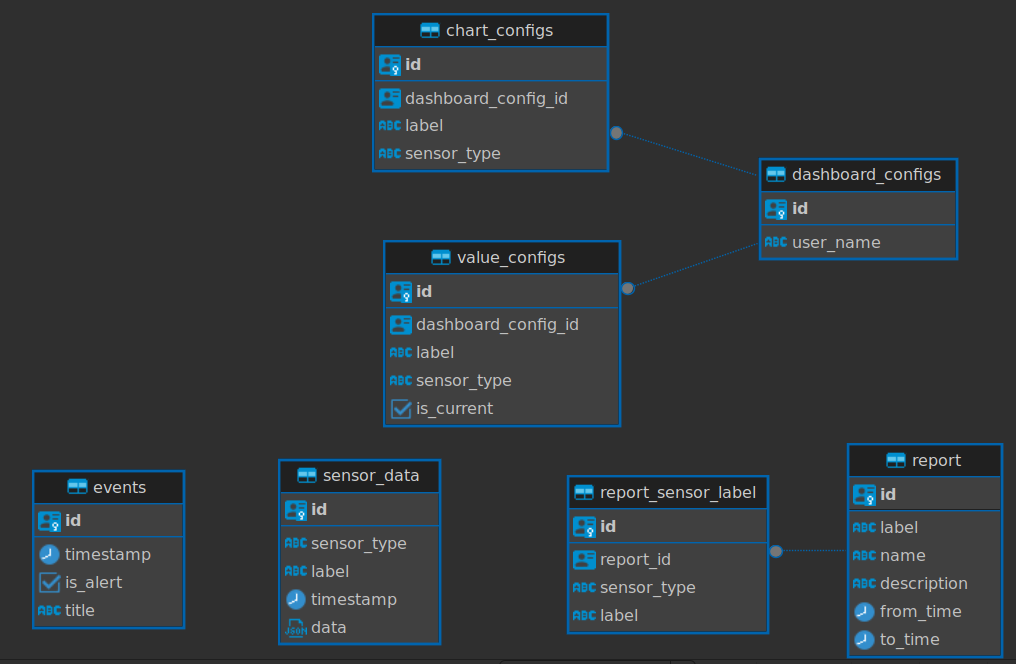 chart_configs
id
dashboard_config_id
ABC label
ABC sensor_type
dashboard_configs
id
ABC user_name
value_configs
id
dashboard_config_id
ABC label
ABC sensor_type
is_current
events
id
timestamp
is_alert
ABC title
sensor_data
id
ABC sensor_type
ABC label
timestamp
JSON data
report_sensor_label
id
report_id
ABC sensor_type
ABC label
report
id
ABC label
ABC name
ABC description
from_time
to_time